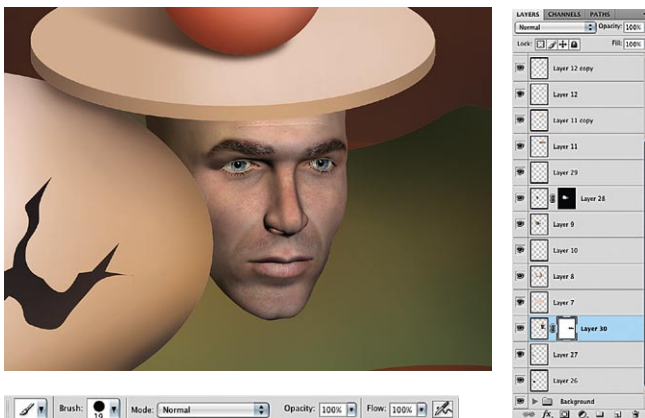 LAYERS CHANNELS PATHS
Normal Opacity: 100%
Lock: Fill: 100%
Layer 12 copy
Layer 12
Layer 11 copy
Layer 11
Layer 29
Layer 28
Layer 9
Layer 10
Layer 8
Layer 7
Layer 30
Layer 27
Layer 26
Background
fx.
Brush: 19 Mode: Normal Opacity: 100% Flow: 100%